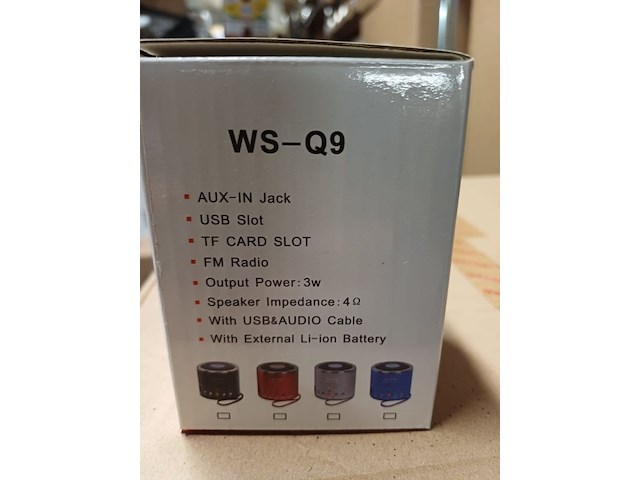 WS-Q9
AUX-IN Jack
USB Slot
TF CARD SLOT
FM Radio
Output Power:3w
Speaker Impedance:4Ω
With USB&AUDIO Cable
With External Li-ion Battery